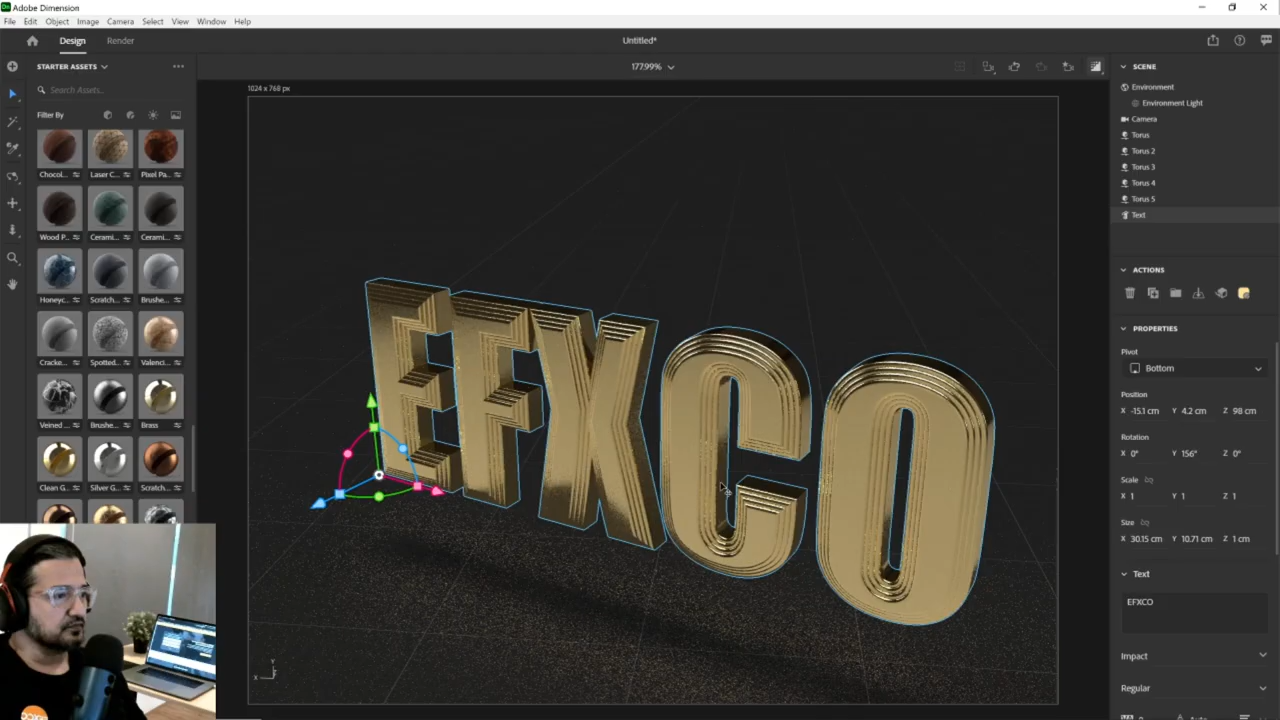 Dn Adobe Dimension
File Edit Object Image Camera Select View Window Help
Design Render Untitled*
STARTER ASSETS
177.99%
Search Assets...
1024 x 768 px
Filter By
Chocol... Laser C... Pixel Pa...
Wood P... Cerami... Cerami...
Honeyc... Scratch... Brushe...
Cracke... Spotted... Valenci...
Veined ... Brushe... Brass
Clean G... Silver G... Scratch...
EFXCO
Y
X
SCENE
Environment
Environment Light
Camera
Torus
Torus 2
Torus 3
Torus 4
Torus 5
Text
ACTIONS
PROPERTIES
Pivot
Bottom
Position
X -15.1 cm Y 4.2 cm Z 98 cm
Rotation
X 0° Y 156° Z 0°
Scale
X 1 Y 1 Z 1
Size
X 30.15 cm Y 10.71 cm Z 1 cm
Text
EFXCO
Impact
Regular